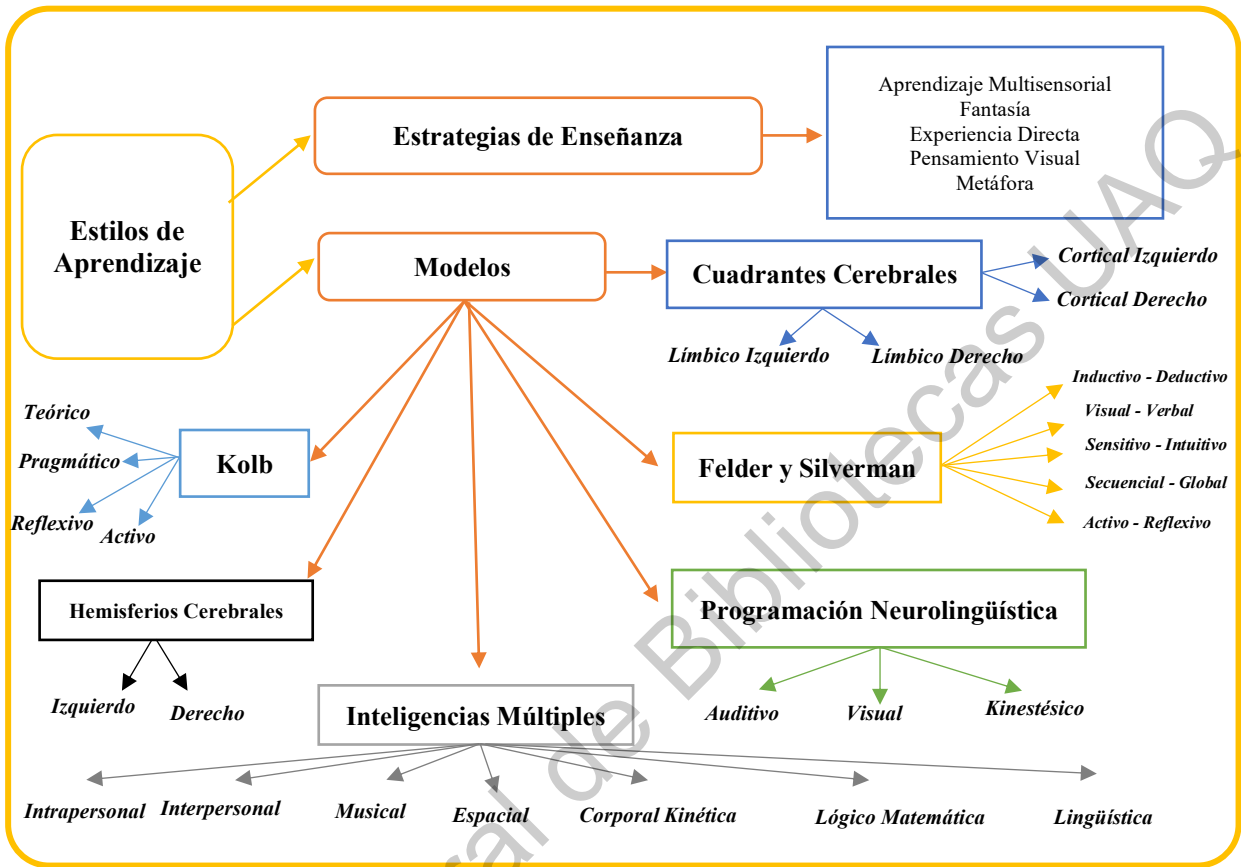 Aprendizaje Multisensorial
Fantasía
Experiencia Directa
Pensamiento Visual
Metáfora
Estrategias de Enseñanza
Estilos de
Aprendizaje
Modelos
Cuadrantes Cerebrales
Cortical Izquierdo
Cortical Derecho
Límbico Izquierdo
Límbico Derecho
Teórico
Pragmático
Reflexivo
Activo
Kolb
Felder y Silverman
Inductivo - Deductivo
Visual - Verbal
Sensitivo - Intuitivo
Secuencial - Global
Activo - Reflexivo
Hemisferios Cerebrales
Izquierdo
Derecho
Programación Neurolingüística
Auditivo
Visual
Kinestésico
Inteligencias Múltiples
Intrapersonal
Interpersonal
Musical
Espacial
Corporal Kinética
Lógico Matemática
Lingüística
de Bibliotecas UAQ